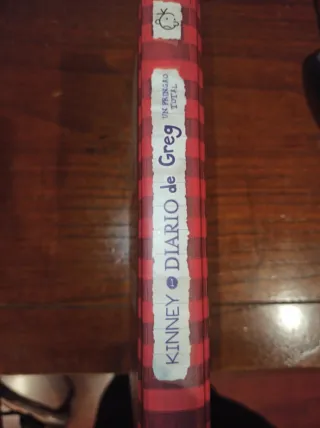 KINNEY DIARIO de Greg
UN PRINGAO
TOTAL